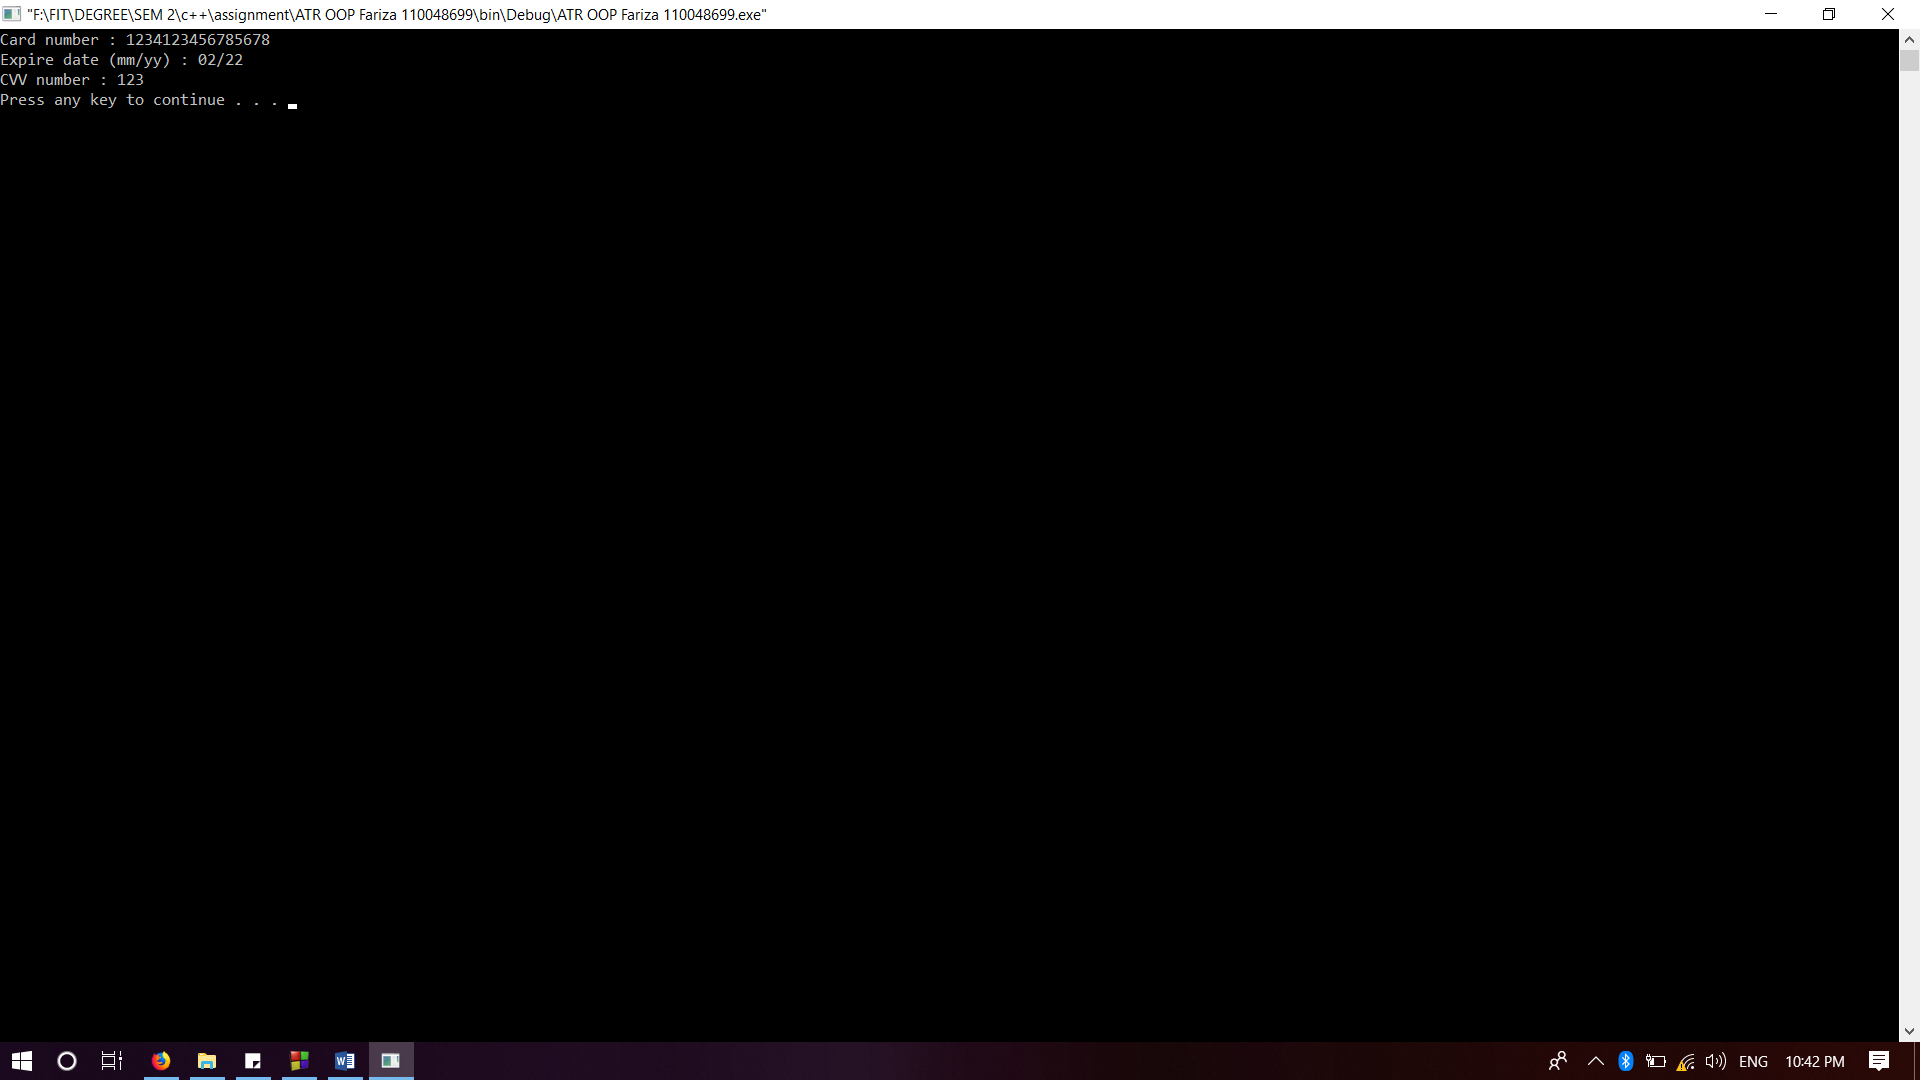 "F:\FIT\DEGREE\SEM 2\c++\assignment\ATR OOP Fariza 110048699\bin\Debug\ATR OOP Fariza 110048699.exe"
Card number : 1234123456785678
Expire date (mm/yy) : 02/22
CVV number : 123
Press any key to continue . . .
ENG 10:42 PM